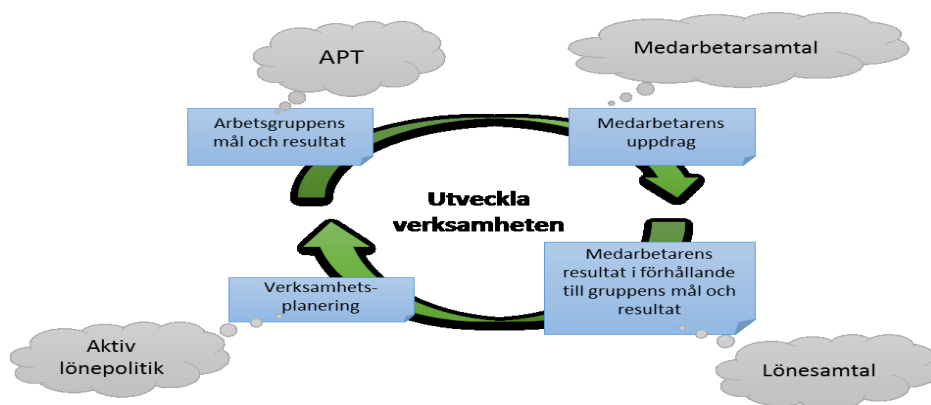 APT
Medarbetarsamtal
Arbetsgruppens
mål och resultat
Medarbetarens
uppdrag
Utveckla
verksamheten
Medarbetarens
resultat i förhållande
till gruppens mål och
resultat
Verksamhets-
planering
Aktiv
lönepolitik
Lönesamtal